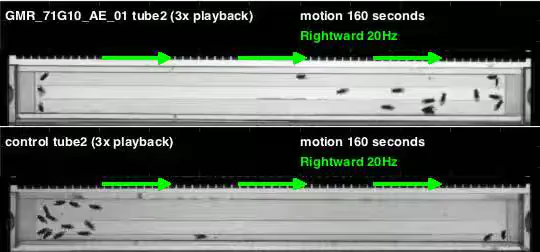 GMR_71G10_AE_01 tube2 (3x playback) motion 160 seconds
Rightward 20Hz
control tube2 (3x playback) motion 160 seconds
Rightward 20Hz